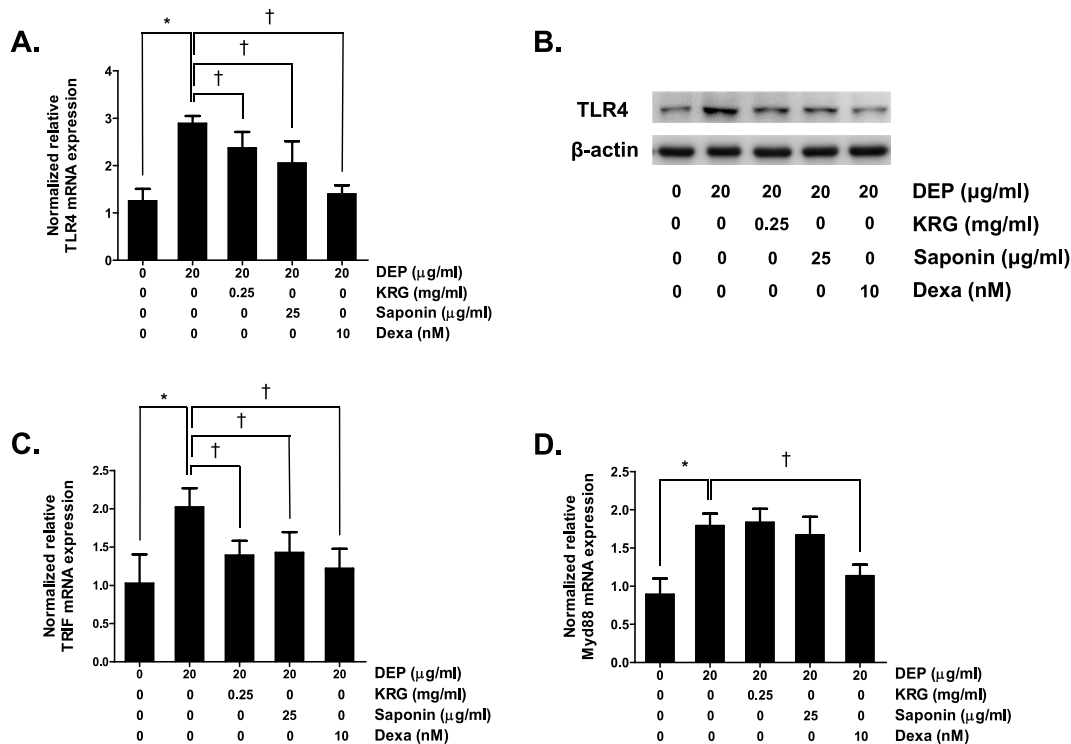 A.
*
†
†
†
Normalized relative
TLR4 mRNA expression
4
3
2
1
0
0 20 20 20 20 DEP (μg/ml)
0 0 0.25 0 0 KRG (mg/ml)
0 0 0 25 0 Saponin (μg/ml)
0 0 0 0 10 Dexa (nM)
B.
TLR4
β-actin
0 20 20 20 20 DEP (μg/ml)
0 0 0.25 0 0 KRG (mg/ml)
0 0 0 25 0 Saponin (μg/ml)
0 0 0 0 10 Dexa (nM)
C.
*
†
†
†
Normalized relative
TRIF mRNA expression
2.5
2.0
1.5
1.0
0.5
0.0
0 20 20 20 20 DEP (μg/ml)
0 0 0.25 0 0 KRG (mg/ml)
0 0 0 25 0 Saponin (μg/ml)
0 0 0 0 10 Dexa (nM)
D.
*
†
Normalized relative
Myd88 mRNA expression
2.5
2.0
1.5
1.0
0.5
0.0
0 20 20 20 20 DEP (μg/ml)
0 0 0.25 0 0 KRG (mg/ml)
0 0 0 25 0 Saponin (μg/ml)
0 0 0 0 10 Dexa (nM)